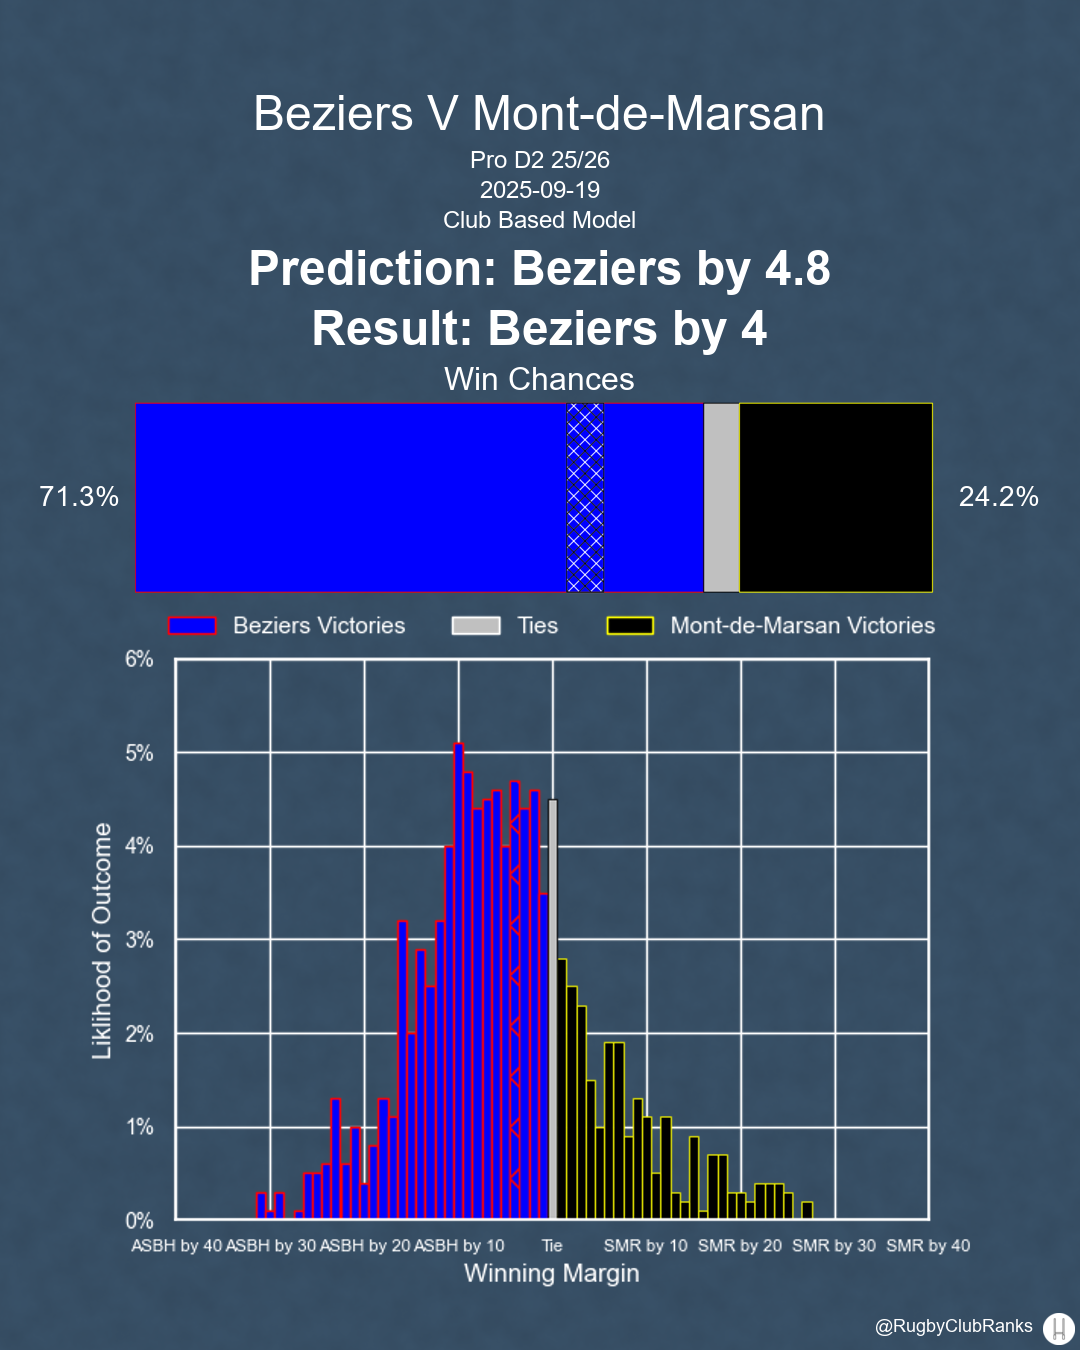 Beziers V Mont-de-Marsan
Pro D2 25/26
2025-09-19
Club Based Model
Prediction: Beziers by 4.8
Result: Beziers by 4
Win Chances
71.3%
24.2%
Beziers Victories
Ties
Mont-de-Marsan Victories
6%
5%
4%
3%
2%
1%
0%
Liklihood of Outcome
ASBH by 40
ASBH by 30
ASBH by 20
ASBH by 10
Tie
SMR by 10
SMR by 20
SMR by 30
SMR by 40
Winning Margin
@RugbyClubRanks